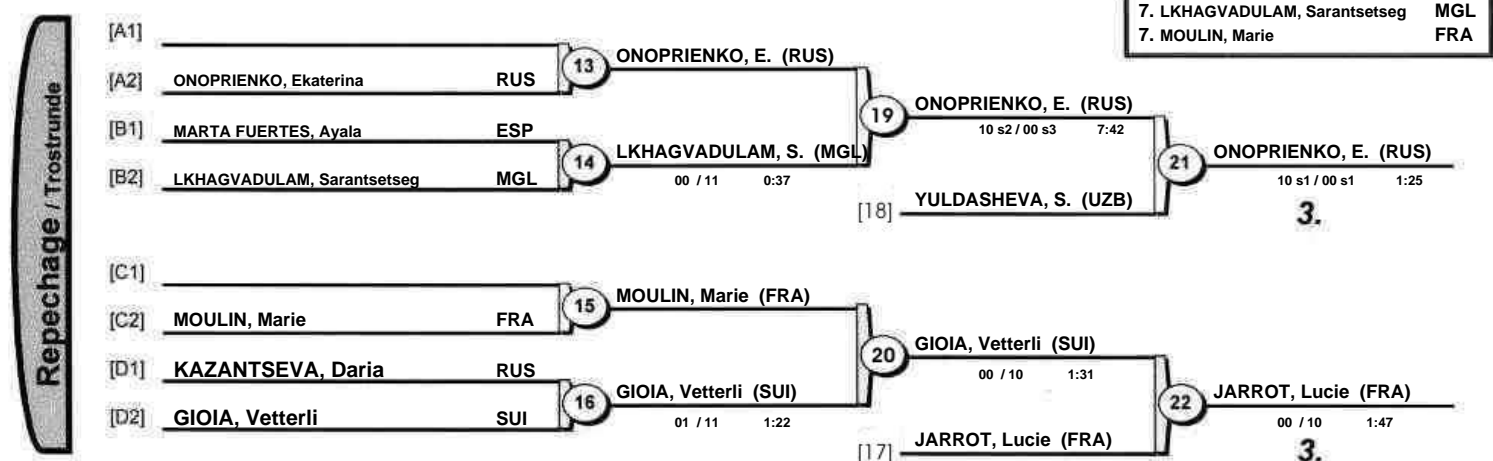 7. LKHAGVADULAM, Sarantsetseg MGL
7. MOULIN, Marie FRA
Repechage / Trostrunde
[A1]
[A2] ONOPRIENKO, Ekaterina RUS
13 ONOPRIENKO, E. (RUS)
[B1] MARTA FUERTES, Ayala ESP
[B2] LKHAGVADULAM, Sarantsetseg MGL
14 LKHAGVADULAM, S. (MGL)
00 / 11 0:37
19 ONOPRIENKO, E. (RUS)
10 s2 / 00 s3 7:42
[18] YULDASHEVA, S. (UZB)
21 ONOPRIENKO, E. (RUS)
10 s1 / 00 s1 1:25
3.
[C1]
[C2] MOULIN, Marie FRA
15 MOULIN, Marie (FRA)
[D1] KAZANTSEVA, Daria RUS
[D2] GIOIA, Vetterli SUI
16 GIOIA, Vetterli (SUI)
01 / 11 1:22
20 GIOIA, Vetterli (SUI)
00 / 10 1:31
[17] JARROT, Lucie (FRA)
22 JARROT, Lucie (FRA)
00 / 10 1:47
3.